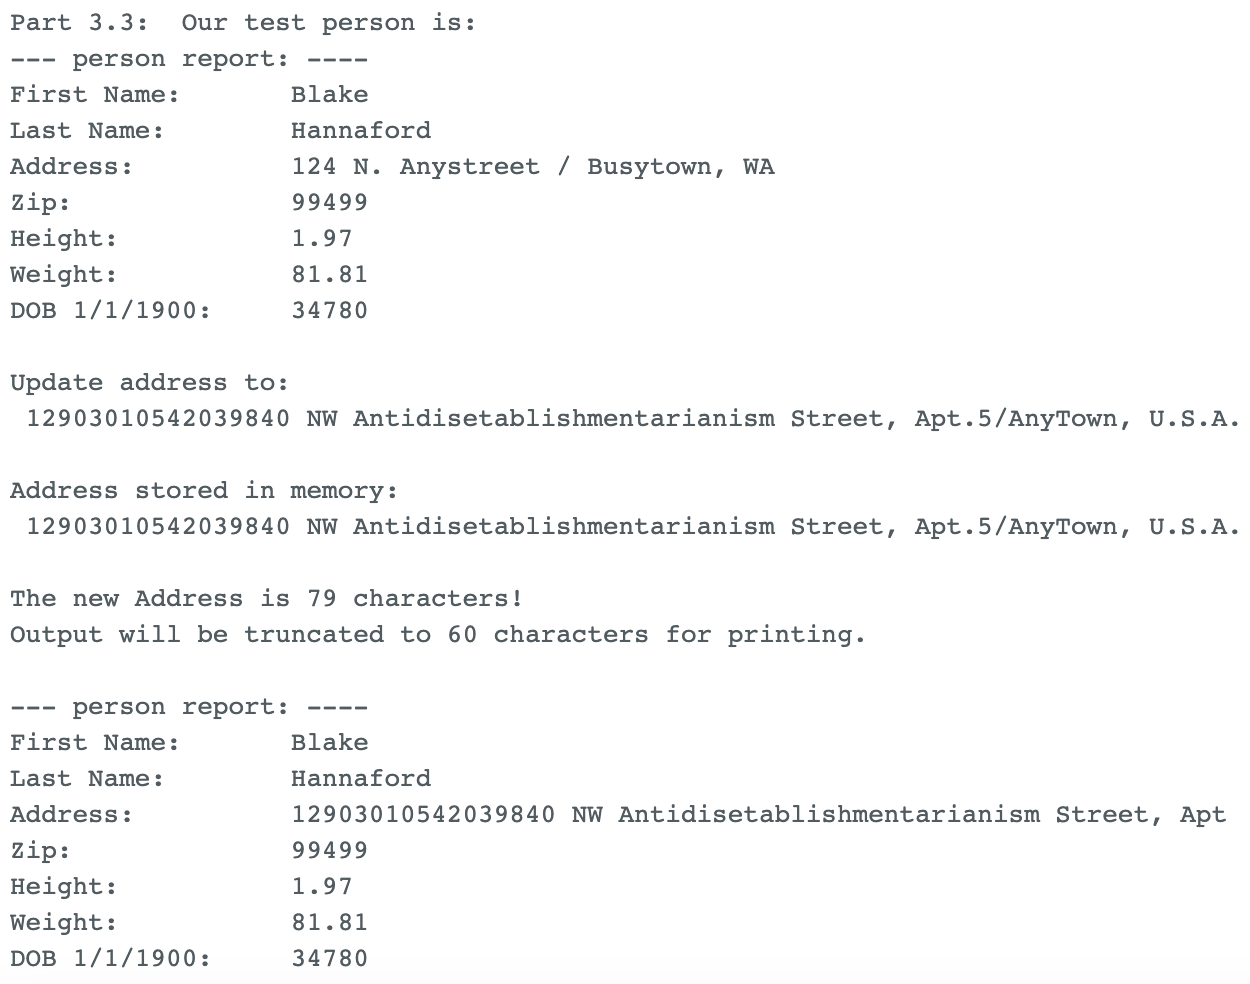 Part 3.3:  Our test person is:
--- person report: ----
First Name:       Blake
Last Name:        Hannaford
Address:          124 N. Anystreet / Busytown, WA
Zip:              99499
Height:           1.97
Weight:           81.81
DOB 1/1/1900:     34780

Update address to:
 12903010542039840 NW Antidisetablishmentarianism Street, Apt.5/AnyTown, U.S.A.

Address stored in memory:
 12903010542039840 NW Antidisetablishmentarianism Street, Apt.5/AnyTown, U.S.A.

The new Address is 79 characters!
Output will be truncated to 60 characters for printing.

--- person report: ----
First Name:       Blake
Last Name:        Hannaford
Address:          12903010542039840 NW Antidisetablishmentarianism Street, Apt
Zip:              99499
Height:           1.97
Weight:           81.81
DOB 1/1/1900:     34780